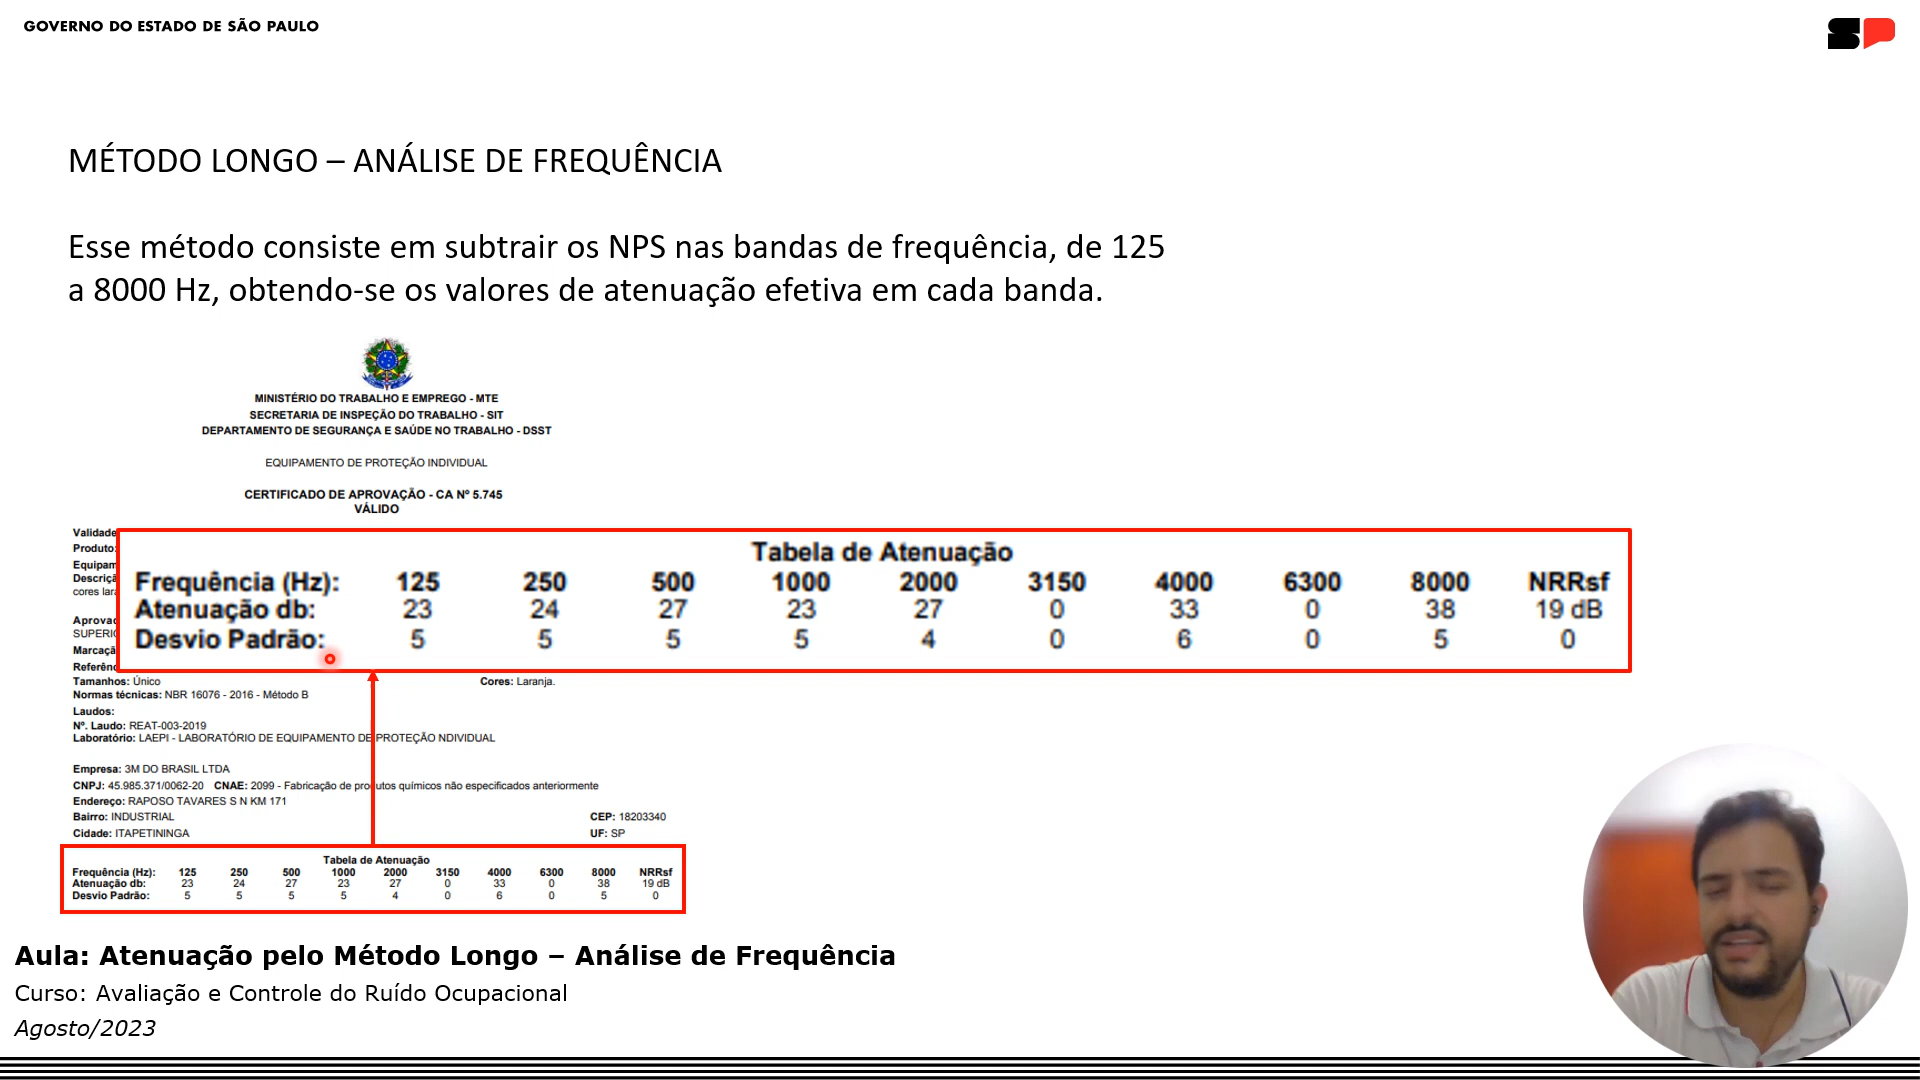 GOVERNO DO ESTADO DE SÃO PAULO
SP
MÉTODO LONGO – ANÁLISE DE FREQUÊNCIA
Esse método consiste em subtrair os NPS nas bandas de frequência, de 125
a 8000 Hz, obtendo-se os valores de atenuação efetiva em cada banda.
MINISTÉRIO DO TRABALHO E EMPREGO - MTE
SECRETARIA DE INSPEÇÃO DO TRABALHO - SIT
DEPARTAMENTO DE SEGURANÇA E SAÚDE NO TRABALHO - DSST
EQUIPAMENTO DE PROTEÇÃO INDIVIDUAL
CERTIFICADO DE APROVAÇÃO - CA Nº 5.745
VÁLIDO
Validade
Produto:
Equipam
Descriç
cores lar
Aprovad
SUPERIO
Marcaçã
Referênc
Tabela de Atenuação
Frequência (Hz): 125 250 500 1000 2000 3150 4000 6300 8000 NRRsf
Atenuação db: 23 24 27 23 27 0 33 0 38 19 dB
Desvio Padrão: 5 5 5 5 4 0 6 0 5 0
Tamanhos: Único Cores: Laranja.
Normas técnicas: NBR 16076 - 2016 - Método B
Laudos:
Nº. Laudo: REAT-003-2019
Laboratório: LAEPI - LABORATÓRIO DE EQUIPAMENTO DE PROTEÇÃO NDIVIDUAL
Empresa: 3M DO BRASIL LTDA
CNPJ: 45.985.371/0062-20 CNAE: 2099 - Fabricação de produtos químicos não especificados anteriormente
Endereço: RAPOSO TAVARES S N KM 171
Bairro: INDUSTRIAL CEP: 18203340
Cidade: ITAPETININGA UF: SP
Tabela de Atenuação
Frequência (Hz): 125 250 500 1000 2000 3150 4000 6300 8000 NRRsf
Atenuação db: 23 24 27 23 27 0 33 0 38 19 dB
Desvio Padrão: 5 5 5 5 4 0 6 0 5 0
Aula: Atenuação pelo Método Longo – Análise de Frequência
Curso: Avaliação e Controle do Ruído Ocupacional
Agosto/2023